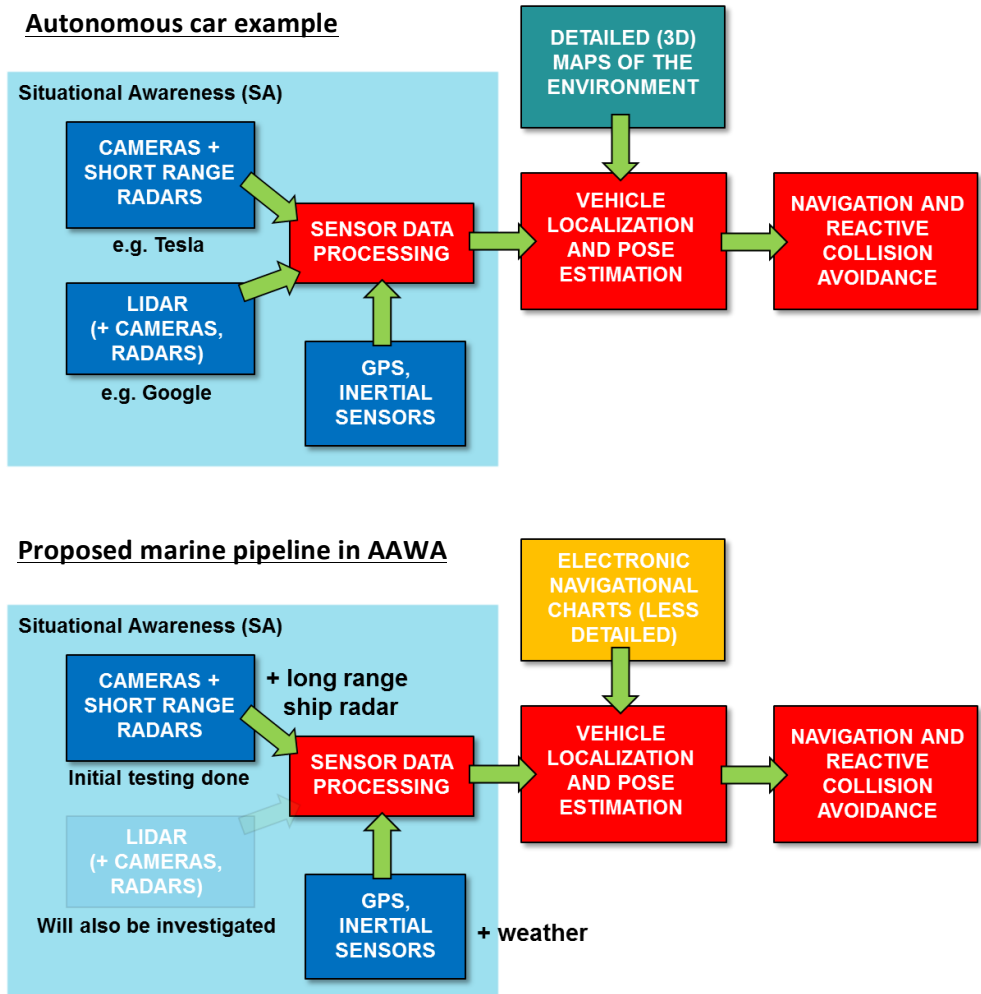 Autonomous car example
DETAILED (3D)
MAPS OF THE
ENVIRONMENT
Situational Awareness (SA)
CAMERAS +
SHORT RANGE
RADARS
e.g. Tesla
SENSOR DATA
PROCESSING
VEHICLE
LOCALIZATION
AND POSE
ESTIMATION
NAVIGATION AND
REACTIVE
COLLISION
AVOIDANCE
LIDAR
(+ CAMERAS,
RADARS)
e.g. Google
GPS,
INERTIAL
SENSORS
Proposed marine pipeline in AAWA
ELECTRONIC
NAVIGATIONAL
CHARTS (LESS
DETAILED)
Situational Awareness (SA)
CAMERAS +
SHORT RANGE
RADARS
+ long range
ship radar
Initial testing done
SENSOR DATA
PROCESSING
VEHICLE
LOCALIZATION
AND POSE
ESTIMATION
NAVIGATION AND
REACTIVE
COLLISION
AVOIDANCE
LIDAR
(+ CAMERAS,
RADARS)
Will also be investigated
GPS,
INERTIAL
SENSORS
+ weather